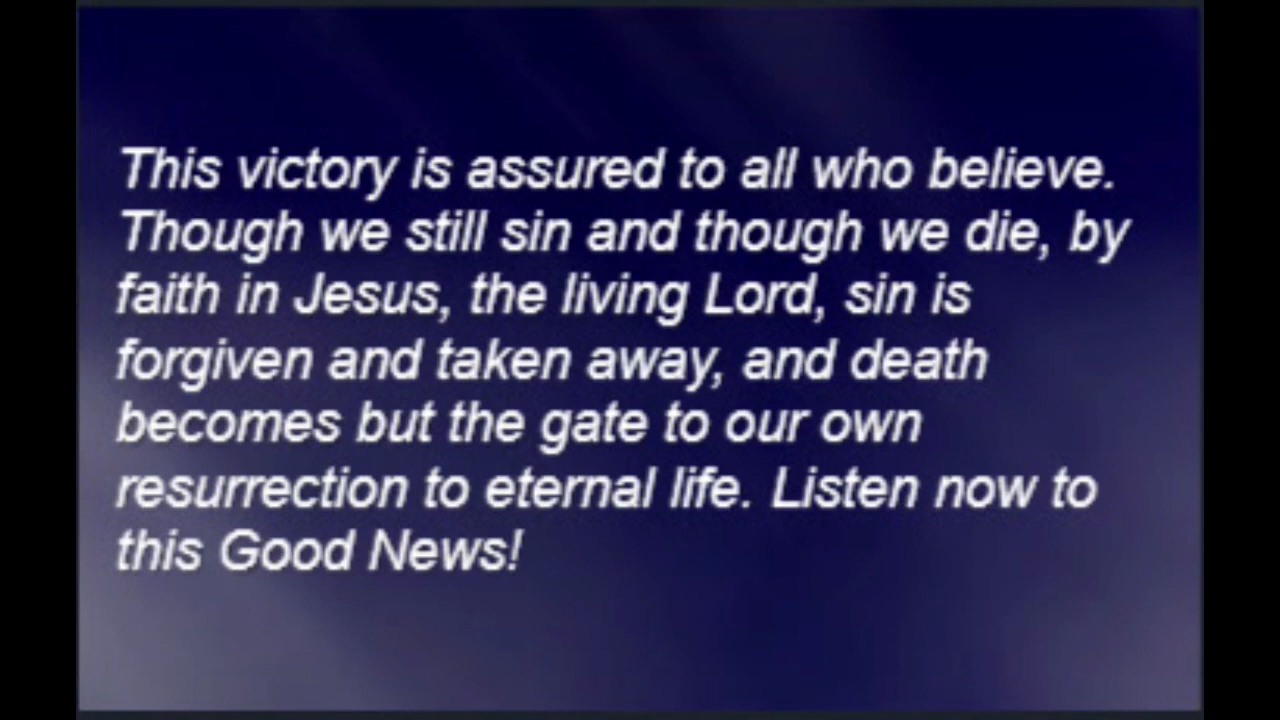 This victory is assured to all who believe.
Though we still sin and though we die, by
faith in Jesus, the living Lord, sin is
forgiven and taken away, and death
becomes but the gate to our own
resurrection to eternal life. Listen now to
this Good News!